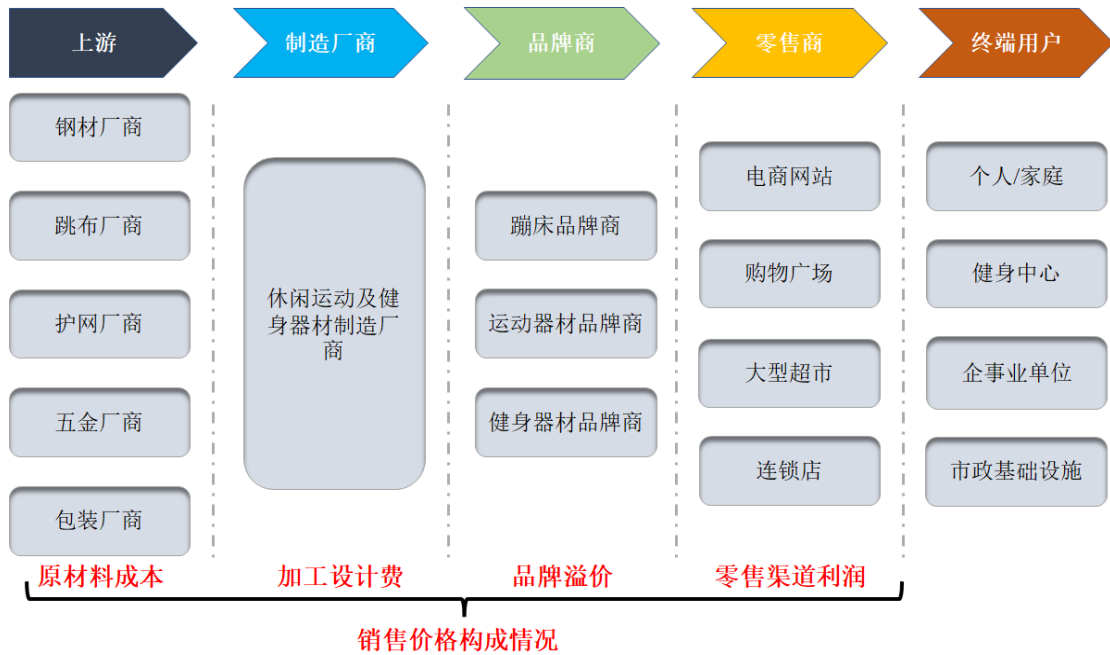 上游
制造厂商
品牌商
零售商
终端用户
钢材厂商
跳布厂商
护网厂商
五金厂商
包装厂商
休闲运动及健
身器材制造厂
商
蹦床品牌商
运动器材品牌商
健身器材品牌商
电商网站
购物广场
大型超市
连锁店
个人/家庭
健身中心
企事业单位
市政基础设施
原材料成本
加工设计费
品牌溢价
零售渠道利润
销售价格构成情况